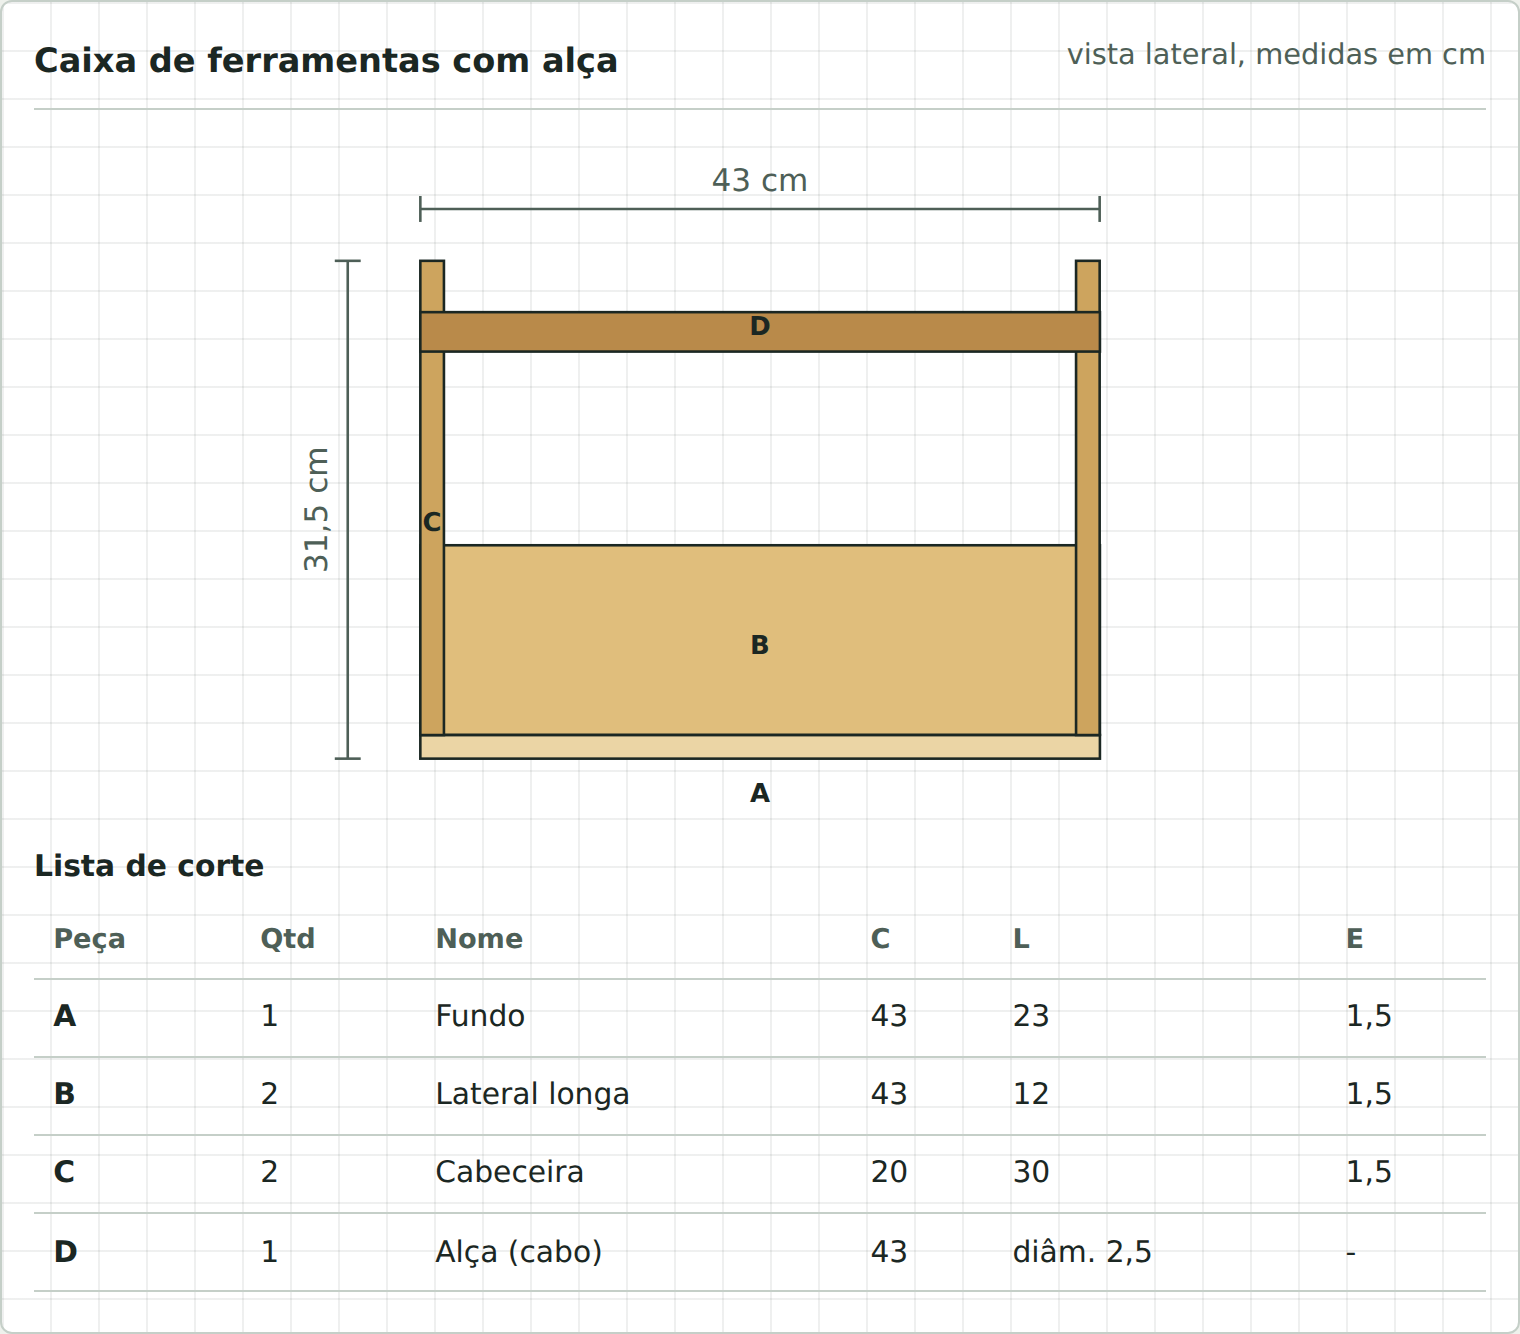 Caixa de ferramentas com alça
vista lateral, medidas em cm
43 cm
D
31,5 cm
C
B
A
Lista de corte
Peça Qtd Nome C L E
A 1 Fundo 43 23 1,5
B 2 Lateral longa 43 12 1,5
C 2 Cabeceira 20 30 1,5
D 1 Alça (cabo) 43 diâm. 2,5 -